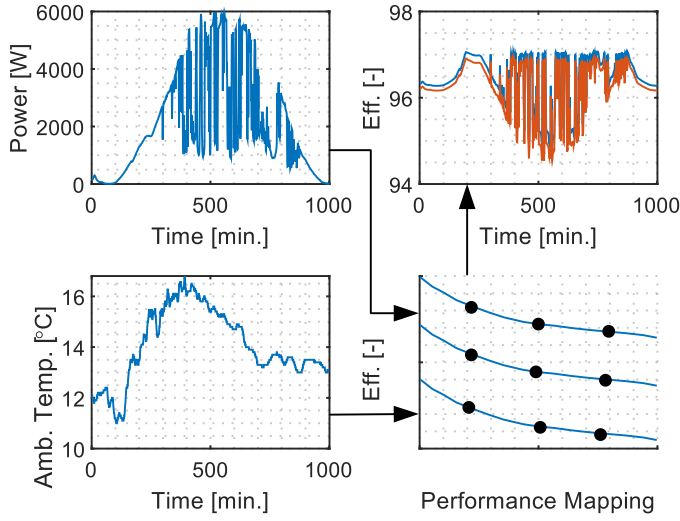 Power [W]
6000
4000
2000
0
0 500 1000
Time [min.]
Eff. [-]
98
96
94
0 500 1000
Time [min.]
Amb. Temp. [°C]
16
14
12
10
0 500 1000
Time [min.]
Eff. [-]
Performance Mapping